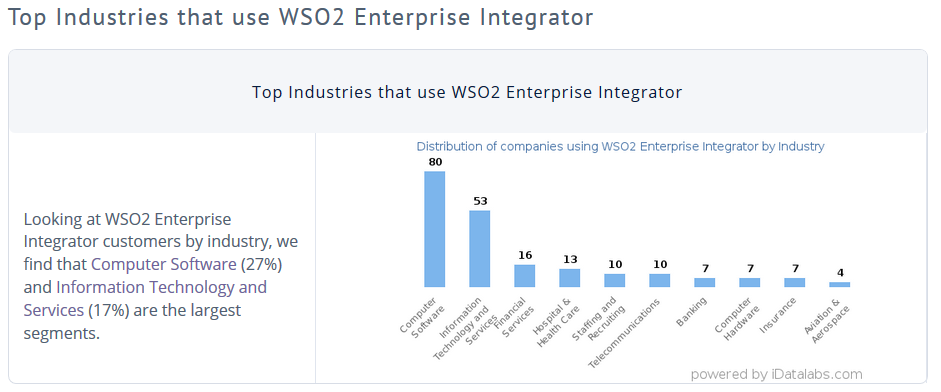 Top Industries that use WSO2 Enterprise Integrator
Top Industries that use WSO2 Enterprise Integrator
Looking at WSO2 Enterprise
Integrator customers by industry, we
find that Computer Software (27%)
and Information Technology and
Services (17%) are the largest
segments.
Distribution of companies using WSO2 Enterprise Integrator by Industry
80
53
16
13
10
10
7
7
7
4
Computer
Software
Information
Technology and
Services
Financial
Services
Hospital &
Health Care
Staffing and
Recruiting
Telecommunications
Banking
Computer
Hardware
Insurance
Aviation &
Aerospace
powered by iDatalabs.com